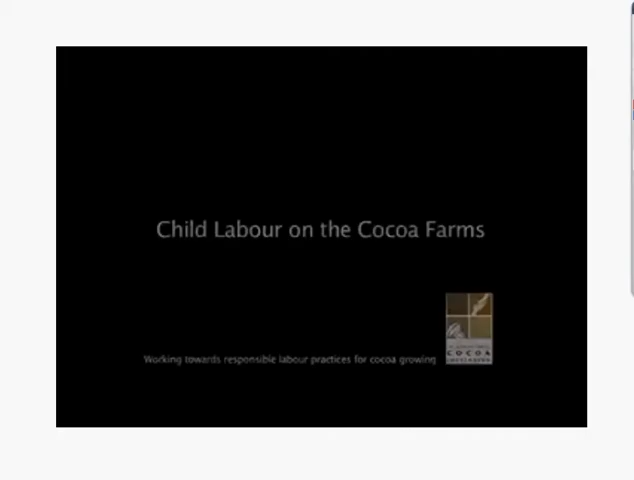 Child Labour on the Cocoa Farms
Working towards responsible labour practices for cocoa growing
COCOA